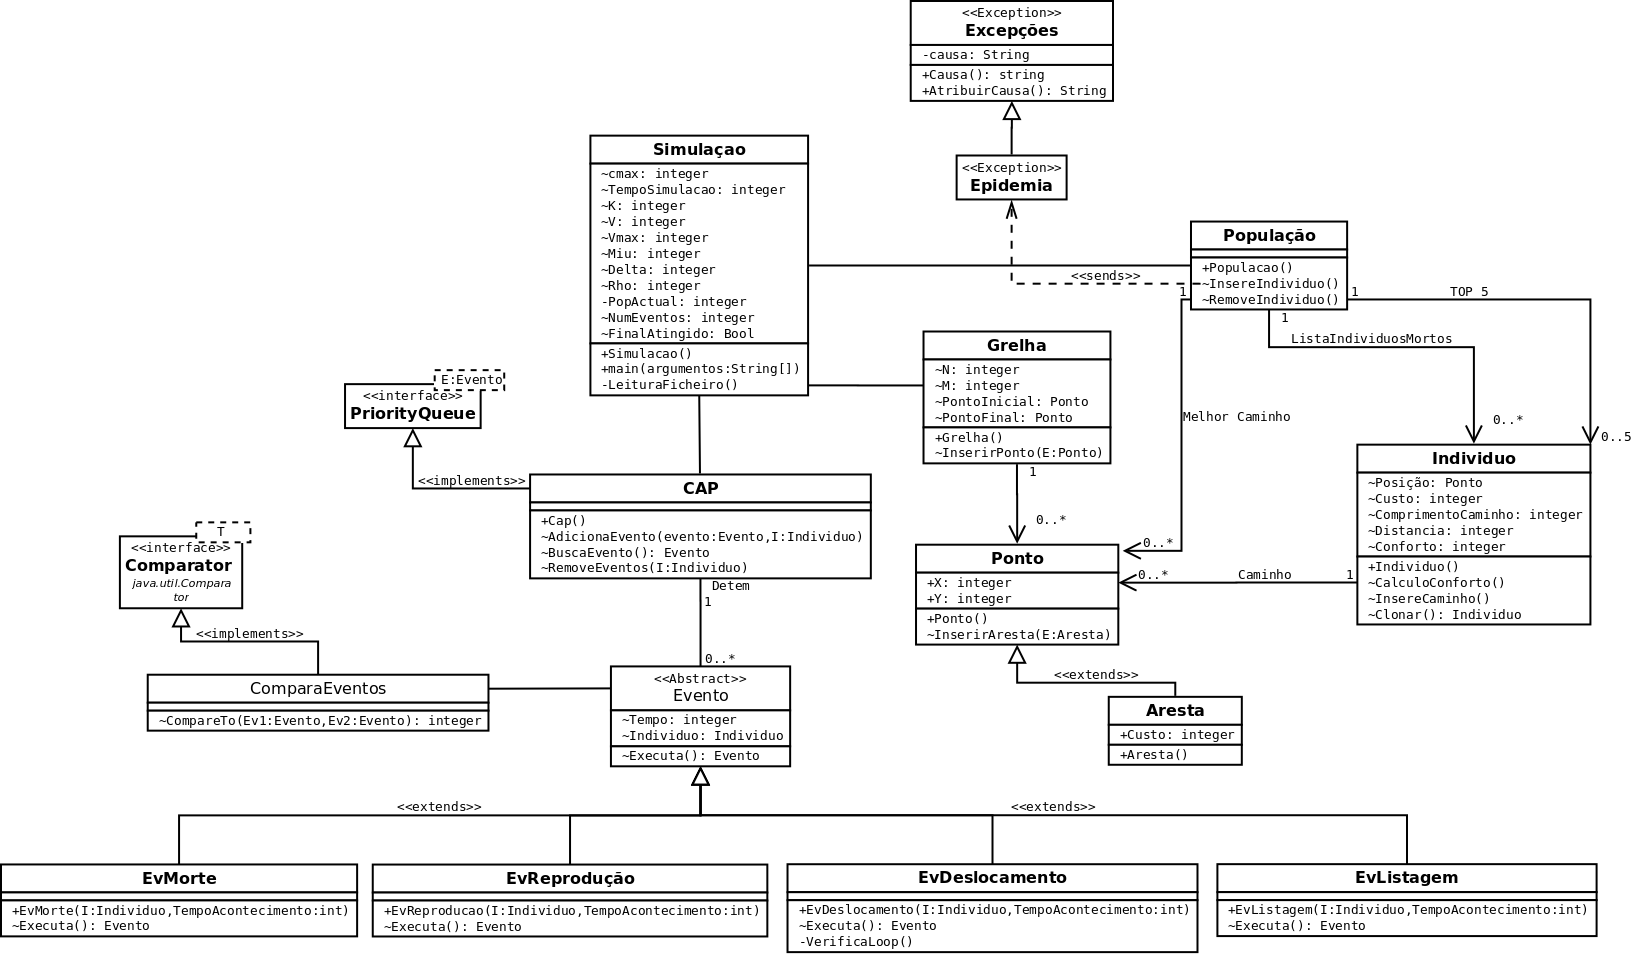 <<Exception>>
Excepções
-causa: String
+Causa(): string
+AtribuirCausa(): String
<<Exception>>
Epidemia
Simulaçao
~cmax: integer
~TempoSimulacao: integer
~K: integer
~V: integer
~Vmax: integer
~Miu: integer
~Delta: integer
~Rho: integer
-PopActual: integer
~NumEventos: integer
~FinalAtingido: Bool
+Simulacao()
+main(argumentos:String[])
-LeituraFicheiro()
População
+Populacao()
~InsereIndividuo()
~RemoveIndividuo()
<<sends>>
1
1
TOP 5
1
ListaIndividuosMortos
Melhor Caminho
0..*
0..5
Grelha
~N: integer
~M: integer
~PontoInicial: Ponto
~PontoFinal: Ponto
+Grelha()
~InserirPonto(E:Ponto)
1
0..*
E:Evento
<<interface>>
PriorityQueue
<<implements>>
CAP
+Cap()
~AdicionaEvento(evento:Evento,I:Individuo)
~BuscaEvento(): Evento
~RemoveEventos(I:Individuo)
Detem
1
0..*
Individuo
~Posição: Ponto
~Custo: integer
~ComprimentoCaminho: integer
~Distancia: integer
~Conforto: integer
+Individuo()
~CalculoConforto()
~InsereCaminho()
~Clonar(): Individuo
0..*
0..*
Caminho
1
Ponto
+X: integer
+Y: integer
+Ponto()
~InserirAresta(E:Aresta)
<<extends>>
Aresta
+Custo: integer
+Aresta()
T
<<interface>>
Comparator
java.util.Compara
tor
<<implements>>
ComparaEventos
~CompareTo(Ev1:Evento,Ev2:Evento): integer
<<Abstract>>
Evento
~Tempo: integer
~Individuo: Individuo
~Executa(): Evento
<<extends>>
<<extends>>
EvMorte
+EvMorte(I:Individuo,TempoAcontecimento:int)
~Executa(): Evento
EvReprodução
+EvReproducao(I:Individuo,TempoAcontecimento:int)
~Executa(): Evento
EvDeslocamento
+EvDeslocamento(I:Individuo,TempoAcontecimento:int)
~Executa(): Evento
-VerificaLoop()
EvListagem
+EvListagem(I:Individuo,TempoAcontecimento:int)
~Executa(): Evento